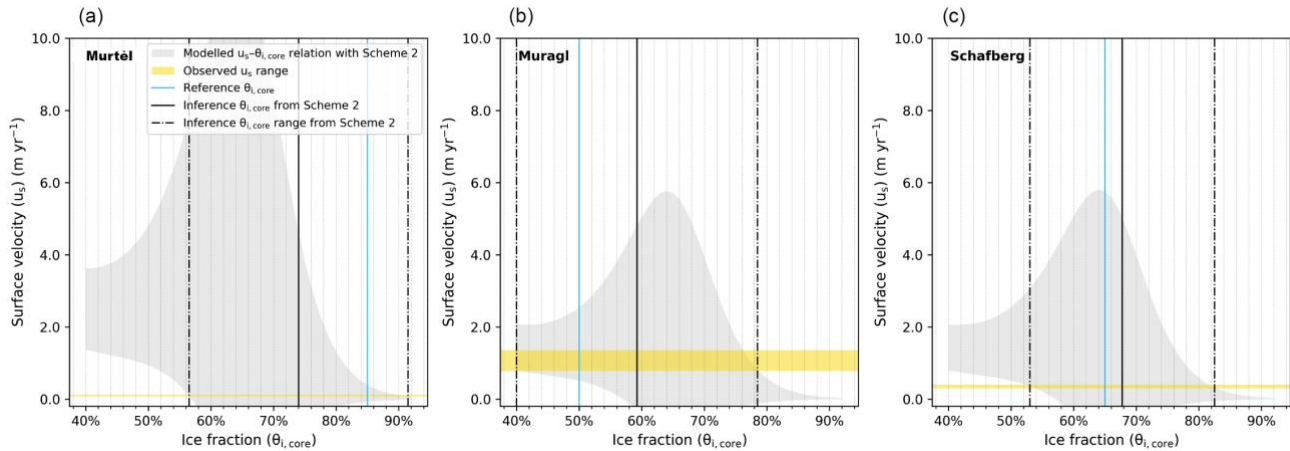 (a)
(b)
(c)
Murtèl
Modelled uₛ–θᵢ,core relation with Scheme 2
Observed uₛ range
Reference θᵢ,core
Inference θᵢ,core from Scheme 2
Inference θᵢ,core range from Scheme 2
10.0
8.0
6.0
4.0
2.0
0.0
Surface velocity (uₛ) (m yr⁻¹)
40% 50% 60% 70% 80% 90%
Ice fraction (θᵢ,core)
Muragl
10.0
8.0
6.0
4.0
2.0
0.0
Surface velocity (uₛ) (m yr⁻¹)
40% 50% 60% 70% 80% 90%
Ice fraction (θᵢ,core)
Schafberg
10.0
8.0
6.0
4.0
2.0
0.0
Surface velocity (uₛ) (m yr⁻¹)
40% 50% 60% 70% 80% 90%
Ice fraction (θᵢ,core)